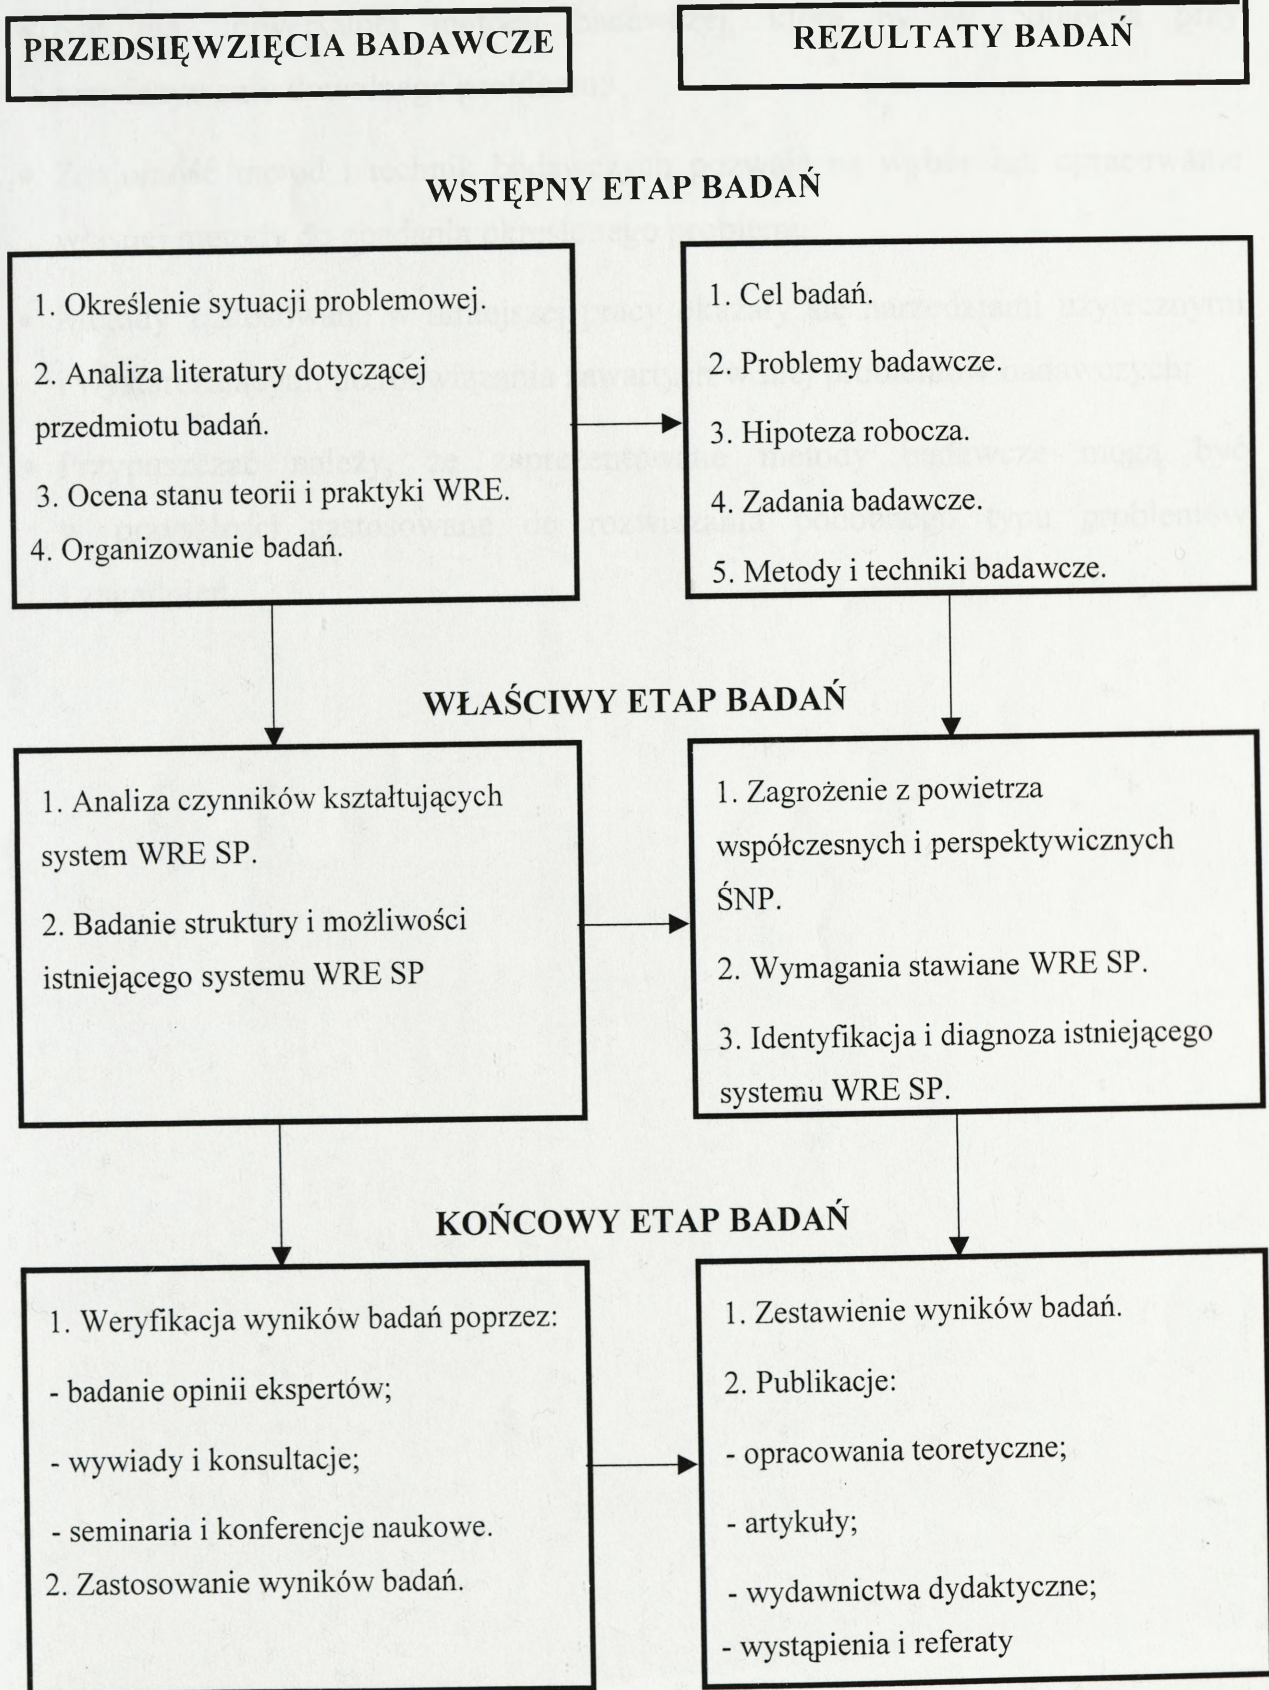 PRZEDSIĘWZIĘCIA BADAWCZE
REZULTATY BADAŃ
WSTĘPNY ETAP BADAŃ
1. Określenie sytuacji problemowej.
2. Analiza literatury dotyczącej
przedmiotu badań.
3. Ocena stanu teorii i praktyki WRE.
4. Organizowanie badań.
1. Cel badań.
2. Problemy badawcze.
3. Hipoteza robocza.
4. Zadania badawcze.
5. Metody i techniki badawcze.
WŁAŚCIWY ETAP BADAŃ
1. Analiza czynników kształtujących
system WRE SP.
2. Badanie struktury i możliwości
istniejącego systemu WRE SP
1. Zagrożenie z powietrza
współczesnych i perspektywicznych
ŚNP.
2. Wymagania stawiane WRE SP.
3. Identyfikacja i diagnoza istniejącego
systemu WRE SP.
KOŃCOWY ETAP BADAŃ
1. Weryfikacja wyników badań poprzez:
- badanie opinii ekspertów;
- wywiady i konsultacje;
- seminaria i konferencje naukowe.
2. Zastosowanie wyników badań.
1. Zestawienie wyników badań.
2. Publikacje:
- opracowania teoretyczne;
- artykuły;
- wydawnictwa dydaktyczne;
- wystąpienia i referaty